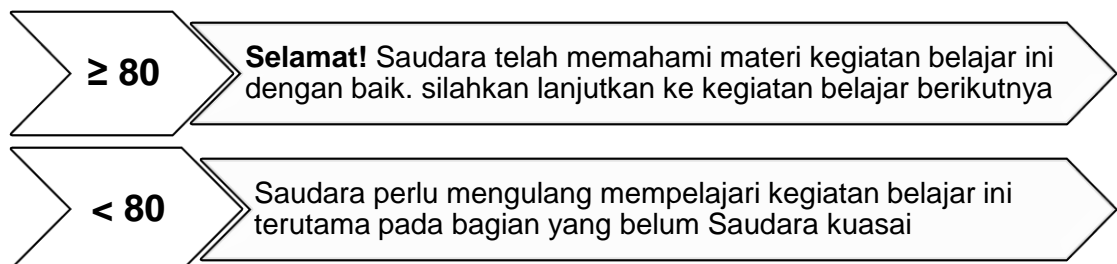 ≥ 80
Selamat! Saudara telah memahami materi kegiatan belajar ini
dengan baik. silahkan lanjutkan ke kegiatan belajar berikutnya
< 80
Saudara perlu mengulang mempelajari kegiatan belajar ini
terutama pada bagian yang belum Saudara kuasai